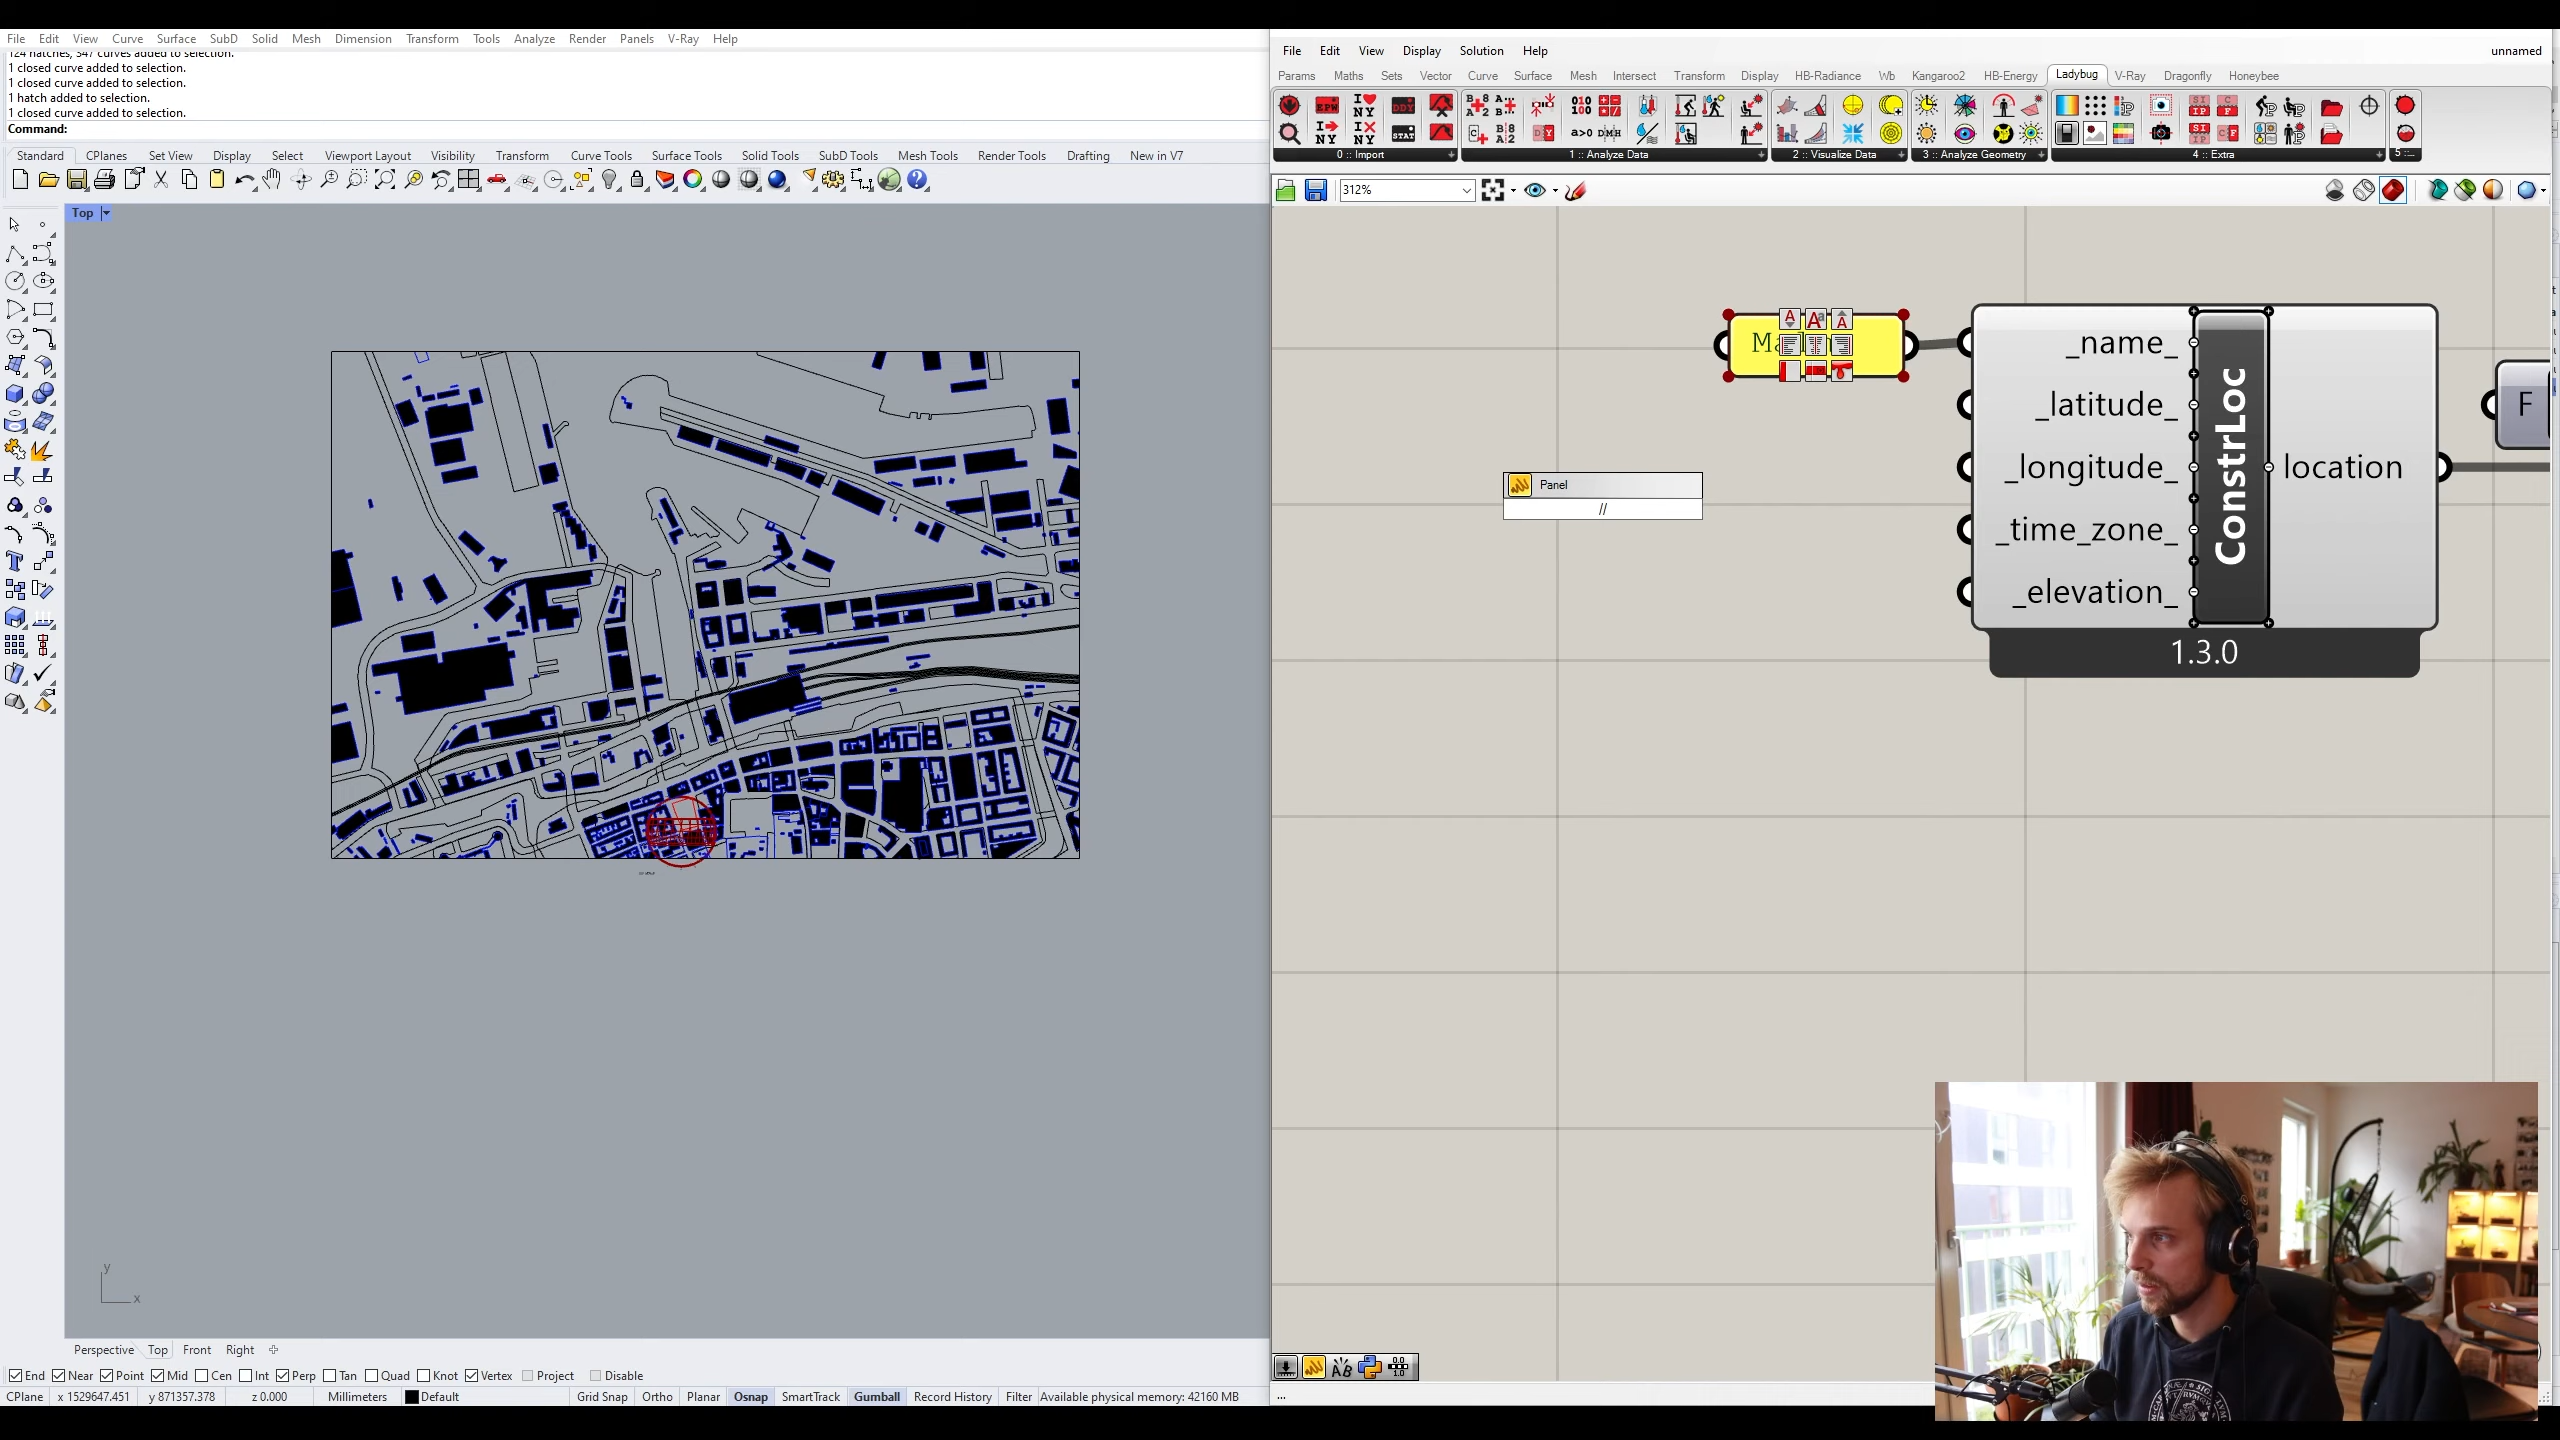 File Edit View Curve Surface SubD Solid Mesh Dimension Transform Tools Analyze Render Panels V-Ray Help
124 hatches, 547 curves added to selection.
1 closed curve added to selection.
1 closed curve added to selection.
1 hatch added to selection.
1 closed curve added to selection.
Command:
Standard CPlanes Set View Display Select Viewport Layout Visibility Transform Curve Tools Surface Tools Solid Tools SubD Tools Mesh Tools Render Tools Drafting New in V7
Top
Perspective Top Front Right
End Near Point Mid Cen Int Perp Tan Quad Knot Vertex Project Disable
CPlane x 1529647.451 y 871357.378 z 0.000 Millimeters Default Grid Snap Ortho Planar Osnap SmartTrack Gumball Record History Filter Available physical memory: 42160 MB
File Edit View Display Solution Help unnamed
Params Maths Sets Vector Curve Surface Mesh Intersect Transform Display HB-Radiance Wb Kangaroo2 HB-Energy Ladybug V-Ray Dragonfly Honeybee
0 :: Import 1 :: Analyze Data 2 :: Visualize Data 3 :: Analyze Geometry 4 :: Extra
312%
_name_
_latitude_
_longitude_
_time_zone_
_elevation_
ConstrLoc
location
1.3.0
F
Panel
//
...